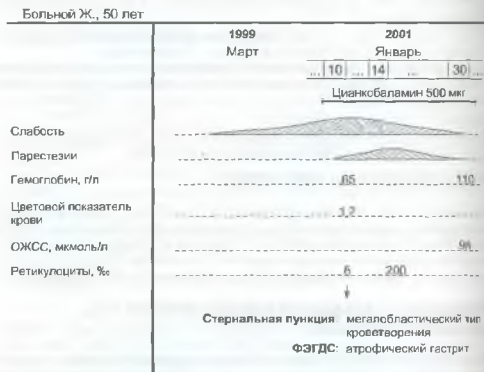 Больной Ж., 50 лет
1999 2001
Март Январь
... 10 ... 14 ... 30
Цианкобаламин 500 мкг
Слабость
Парестезии
Гемоглобин, г/л 65 110
Цветовой показатель
крови 1,2
ОЖСС, мкмоль/л 98
Ретикулоциты, ‰ 6 200
Стернальная пункция: мегалобластический тип
кроветворения
ФЭГДС: атрофический гастрит